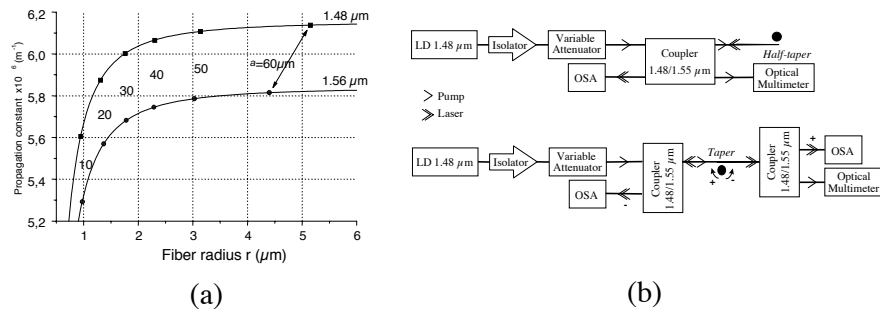 (a)
Propagation constant x10⁻⁶ (m⁻¹)
6,2
6,0
5,8
5,6
5,4
5,2
1.48 µm
1.56 µm
a=60µm
50
40
30
20
10
1
2
3
4
5
6
Fiber radius r (µm)
(a)
(b)
LD 1.48 µm
Isolator
Variable
Attenuator
Coupler
1.48/1.55 µm
Half-taper
OSA
Optical
Multimeter
Pump
Laser
LD 1.48 µm
Isolator
Variable
Attenuator
Coupler
1.48/1.55 µm
Taper
+ -
Coupler
1.48/1.55 µm
+
OSA
Optical
Multimeter
OSA
-
(b)